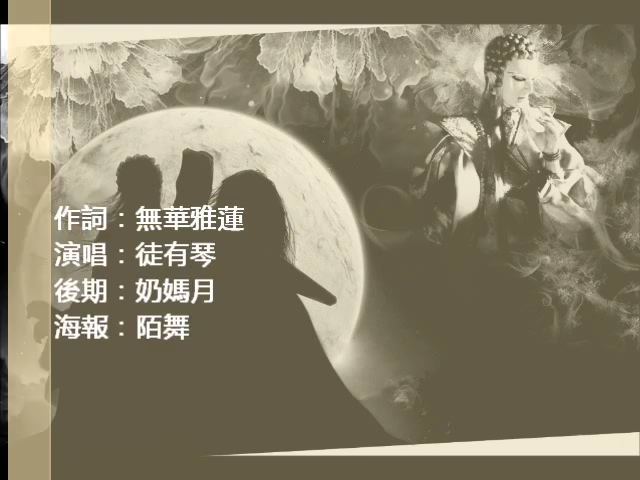 作詞：無華雅蓮
演唱：徒有琴
後期：奶媽月
海報：陌舞